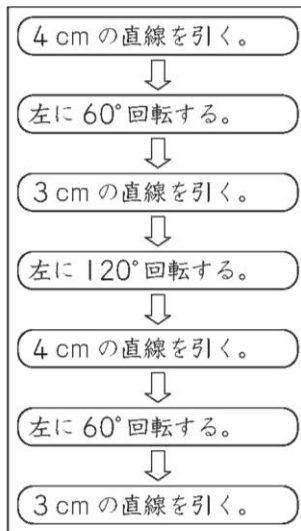 4 cm の直線を引く。
左に 60°回転する。
3 cm の直線を引く。
左に 120°回転する。
4 cm の直線を引く。
左に 60°回転する。
3 cm の直線を引く。